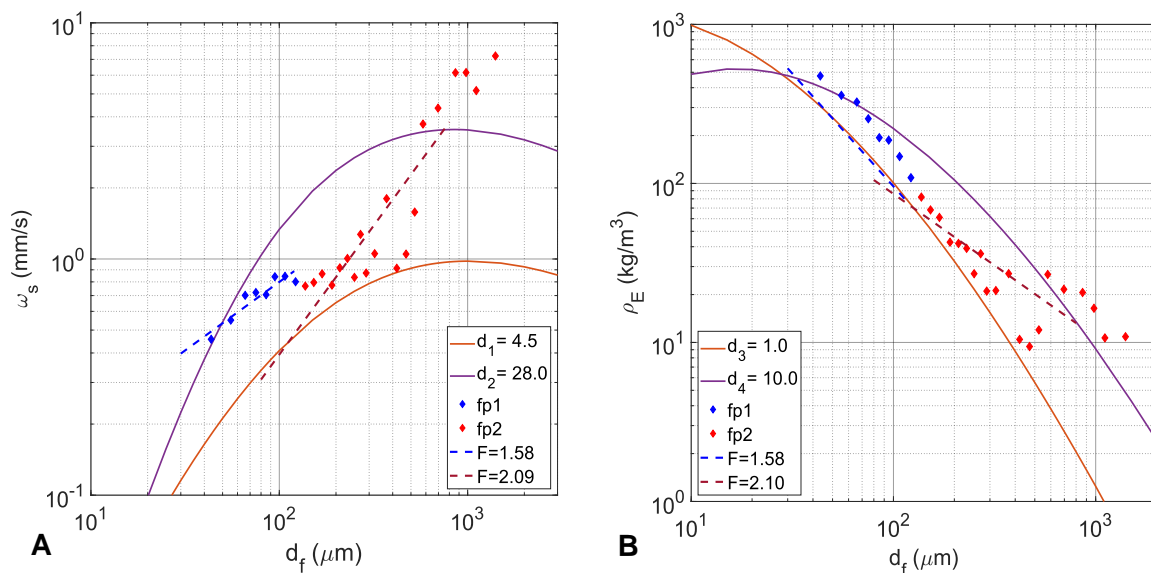 10^1
10^0
10^-1
ω_s (mm/s)
10^1
10^2
10^3
d_f (μm)
A
d_1= 4.5
d_2= 28.0
fp1
fp2
F=1.58
F=2.09
10^3
10^2
10^1
10^0
ρ_E (kg/m^3)
10^1
10^2
10^3
d_f (μm)
B
d_3= 1.0
d_4= 10.0
fp1
fp2
F=1.58
F=2.10